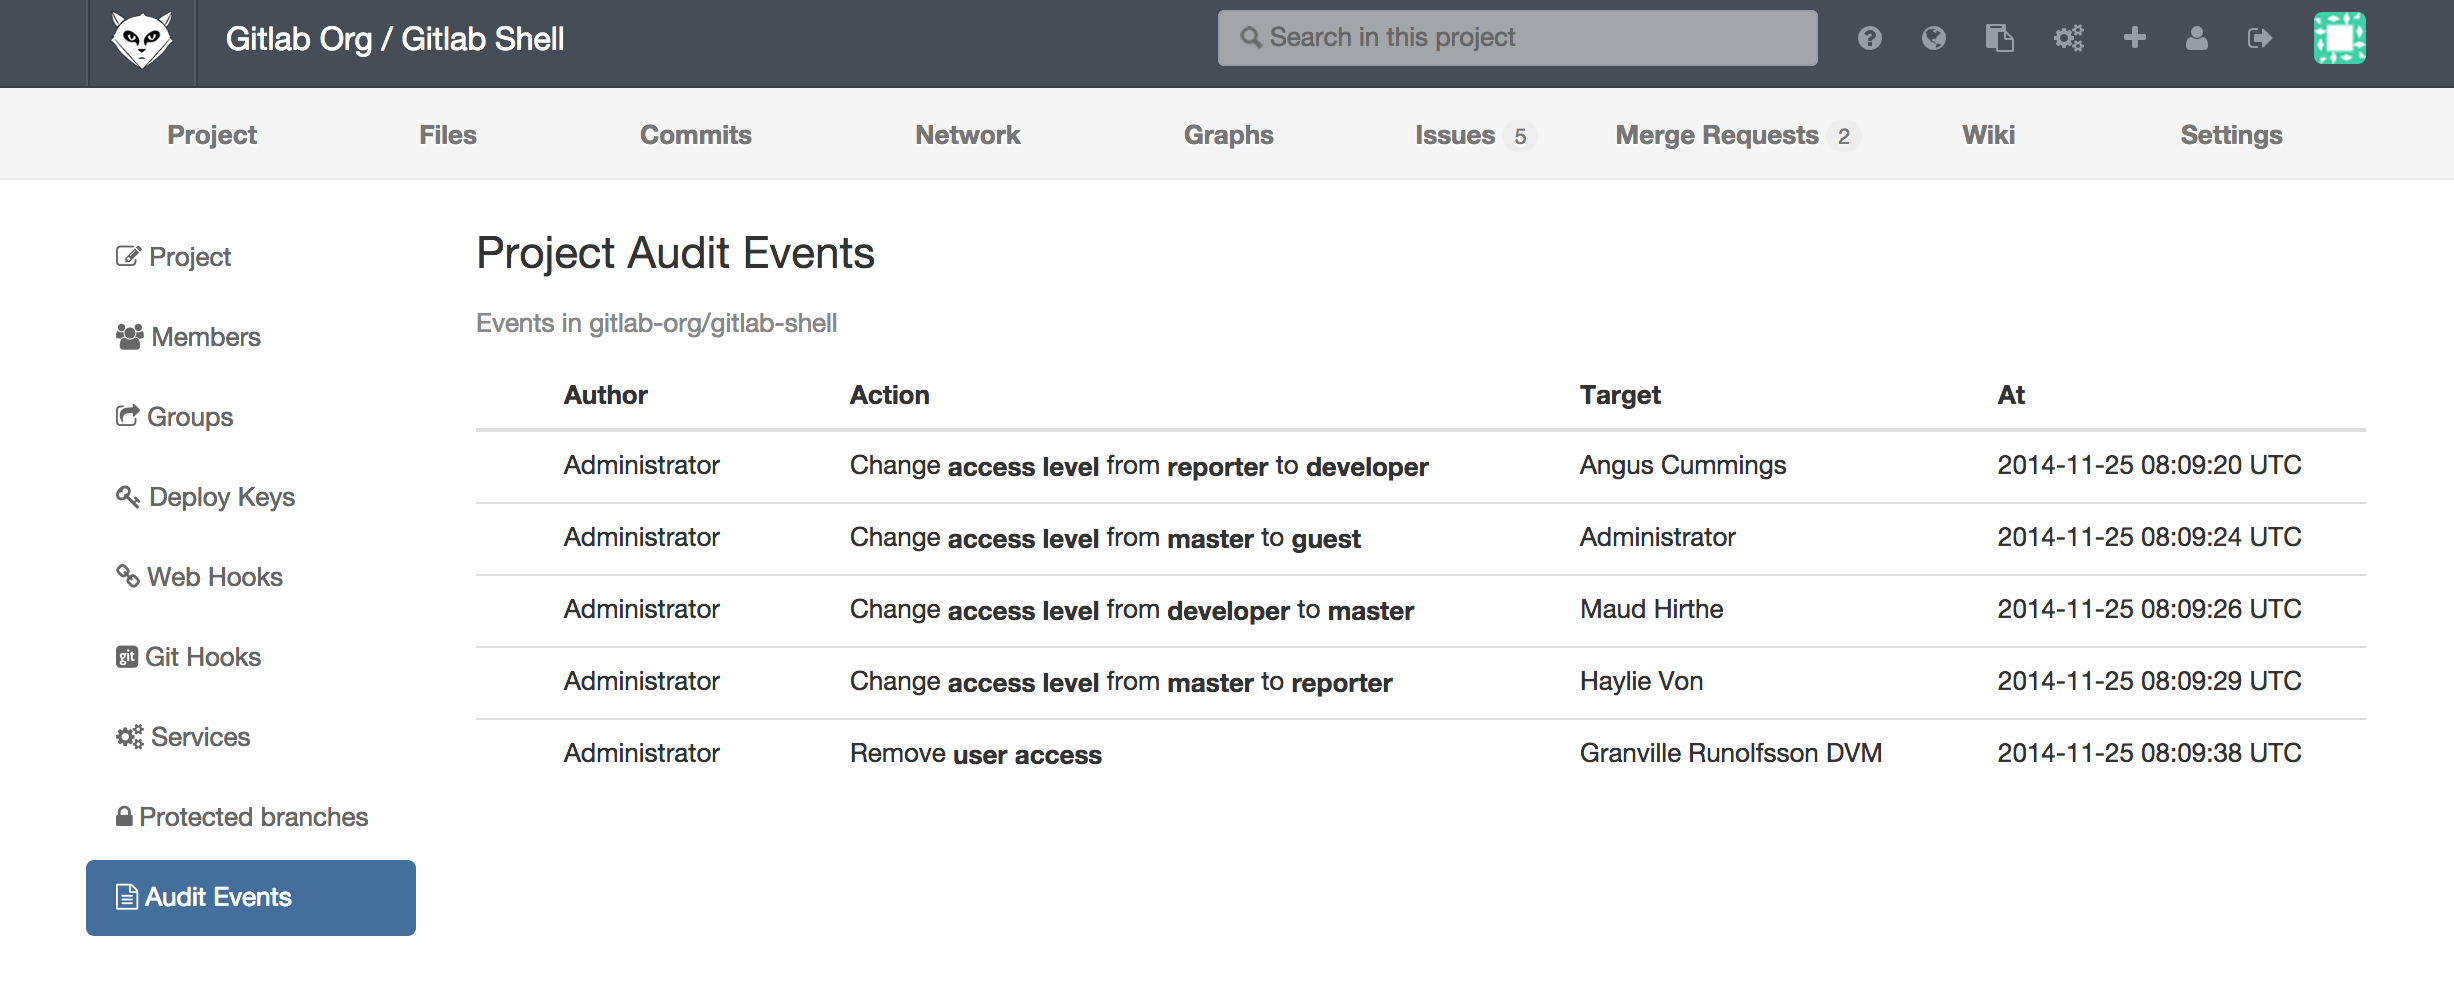 Gitlab Org / Gitlab Shell
Search in this project
Project Files Commits Network Graphs Issues 5 Merge Requests 2 Wiki Settings
Project
Members
Groups
Deploy Keys
Web Hooks
git Git Hooks
Services
Protected branches
Audit Events
Project Audit Events
Events in gitlab-org/gitlab-shell
Author Action Target At
Administrator Change access level from reporter to developer Angus Cummings 2014-11-25 08:09:20 UTC
Administrator Change access level from master to guest Administrator 2014-11-25 08:09:24 UTC
Administrator Change access level from developer to master Maud Hirthe 2014-11-25 08:09:26 UTC
Administrator Change access level from master to reporter Haylie Von 2014-11-25 08:09:29 UTC
Administrator Remove user access Granville Runolfsson DVM 2014-11-25 08:09:38 UTC